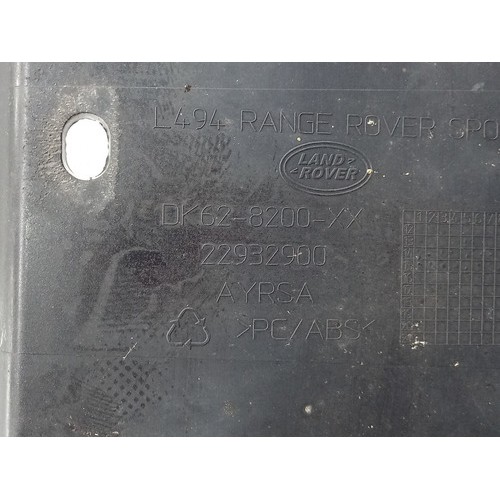 L494 RANGE ROVER SPO
LAND
ROVER
DK62-8200-XX
22932900
AYRSA
>PC/ABS<